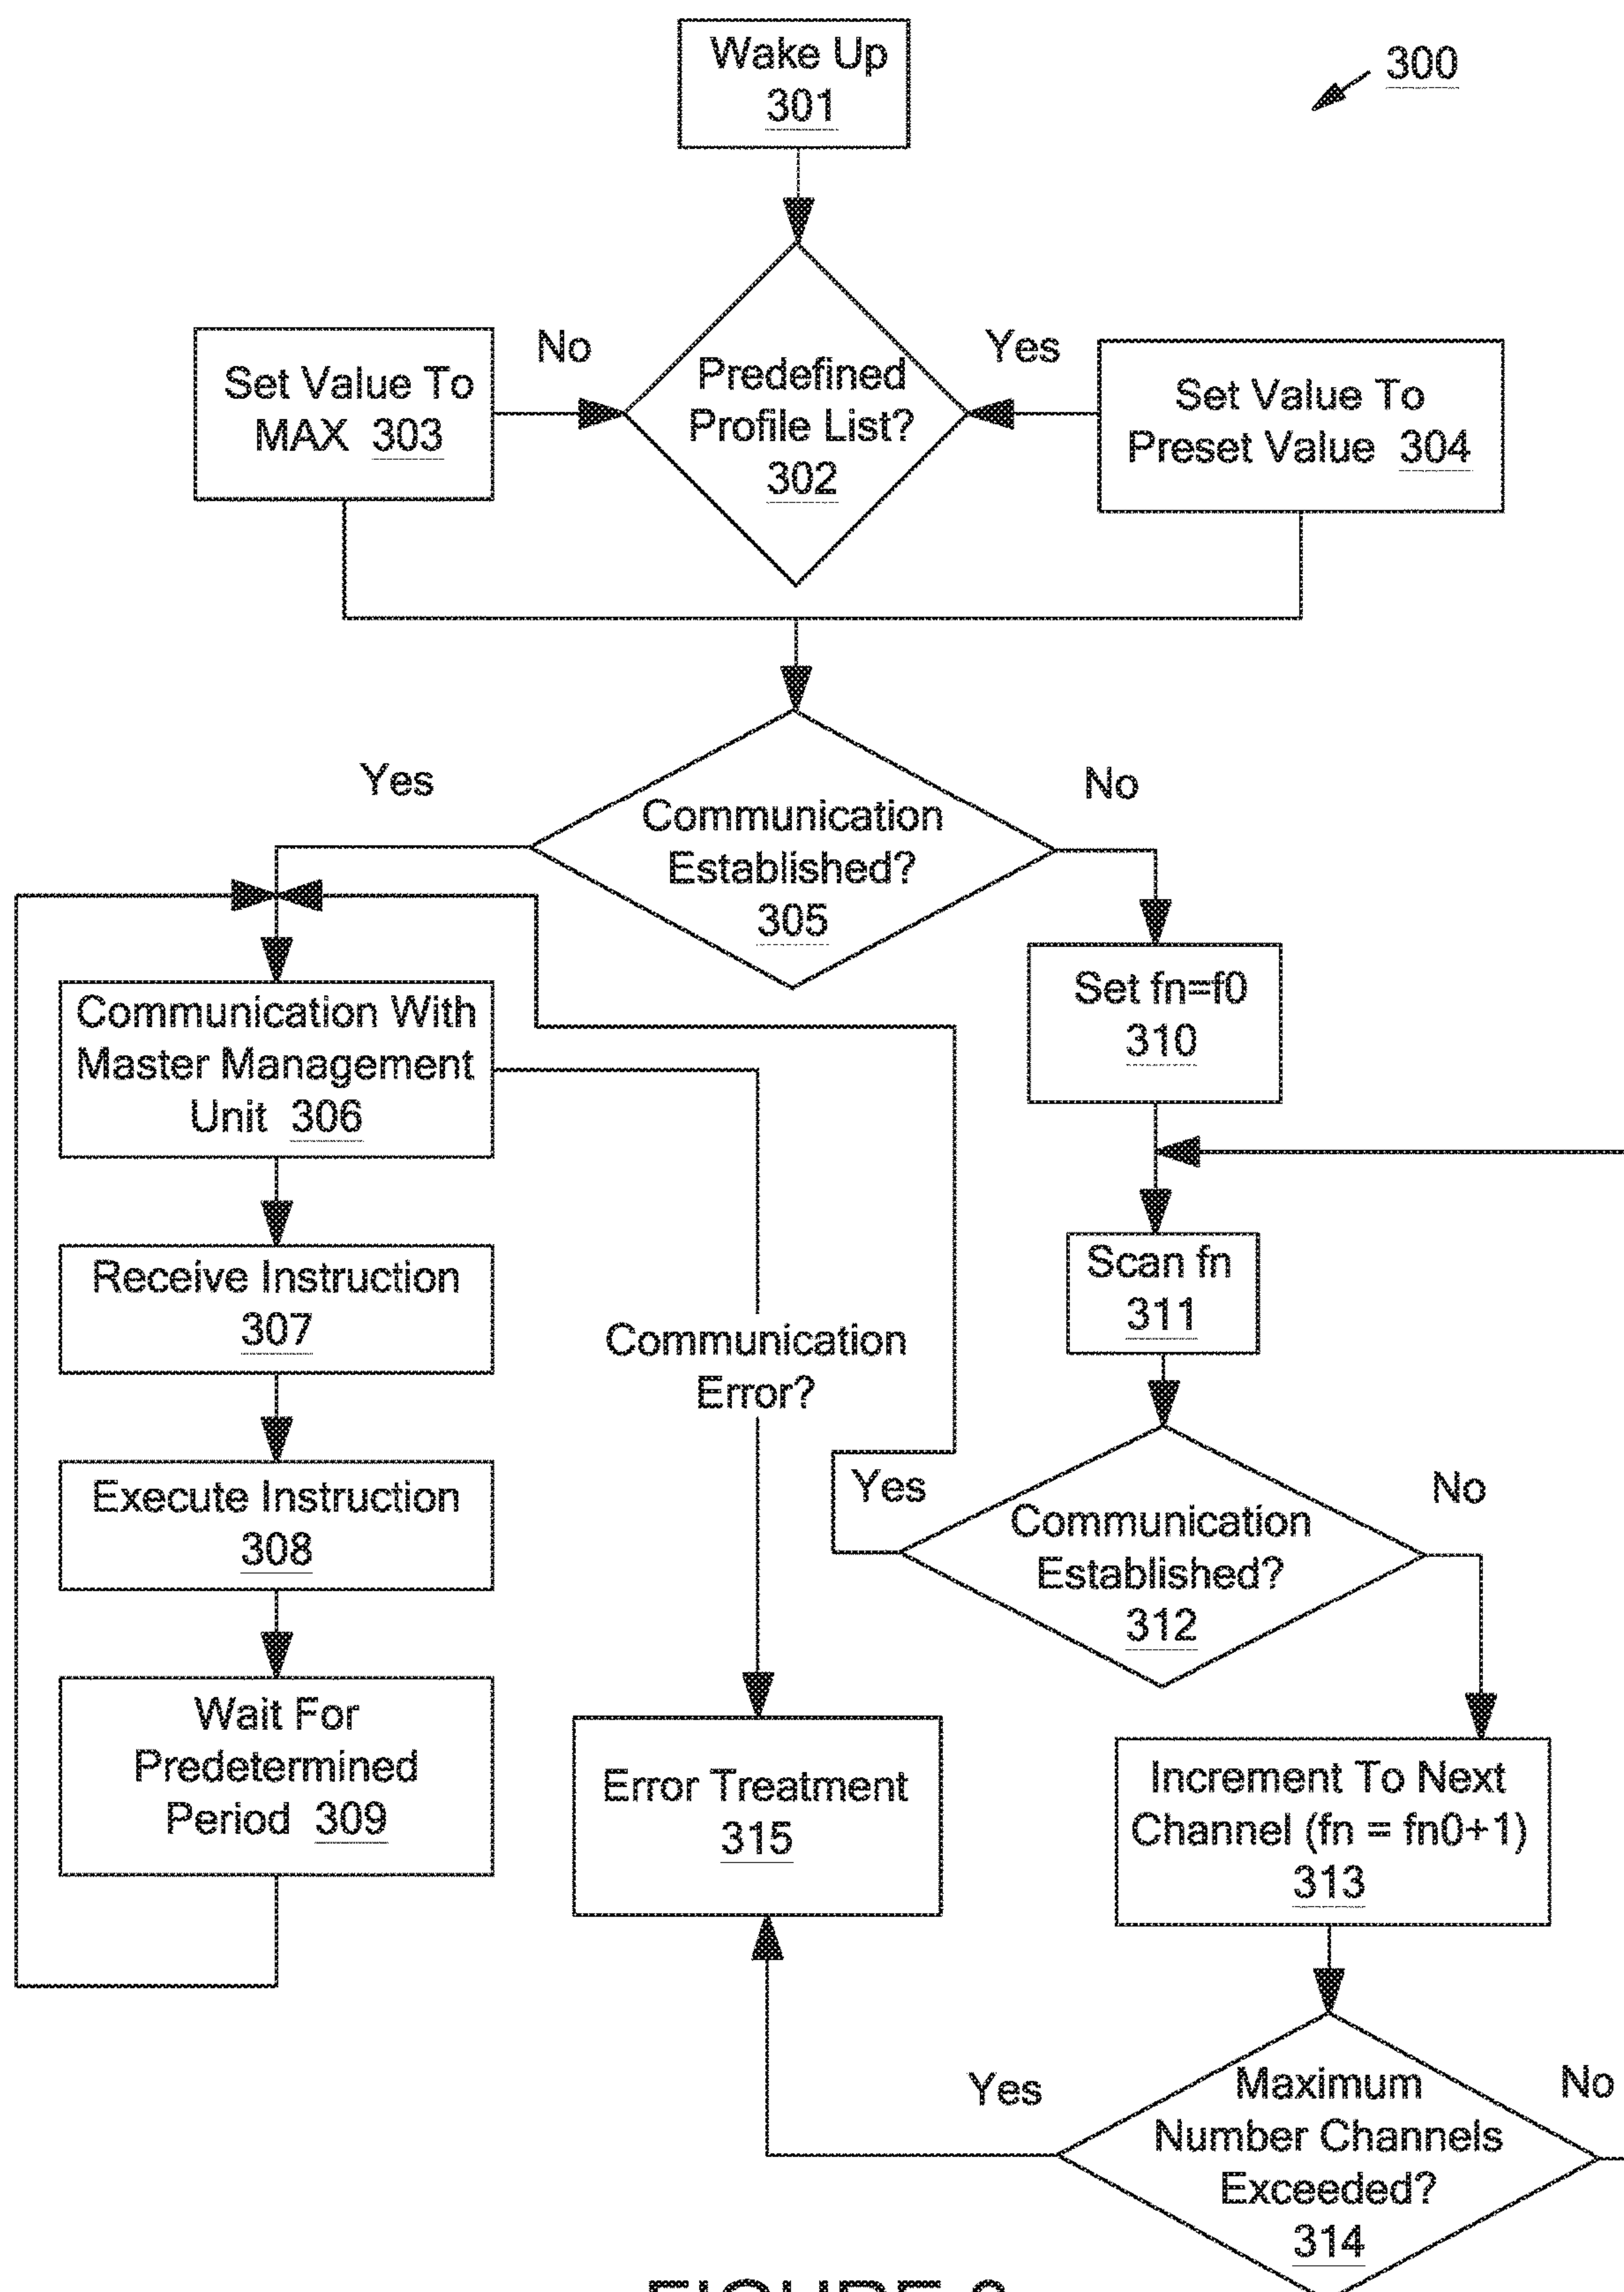 Wake Up
301
300
No
Yes
Set Value To
MAX 303
Predefined
Profile List?
302
Set Value To
Preset Value 304
Yes
No
Communication
Established?
305
Communication With
Master Management
Unit 306
Set fn=f0
310
Receive Instruction
307
Scan fn
311
Communication
Error?
Execute Instruction
308
Yes
No
Communication
Established?
312
Wait For
Predetermined
Period 309
Error Treatment
315
Increment To Next
Channel (fn = fn0+1)
313
Yes
No
Maximum
Number Channels
Exceeded?
314
FIGURE